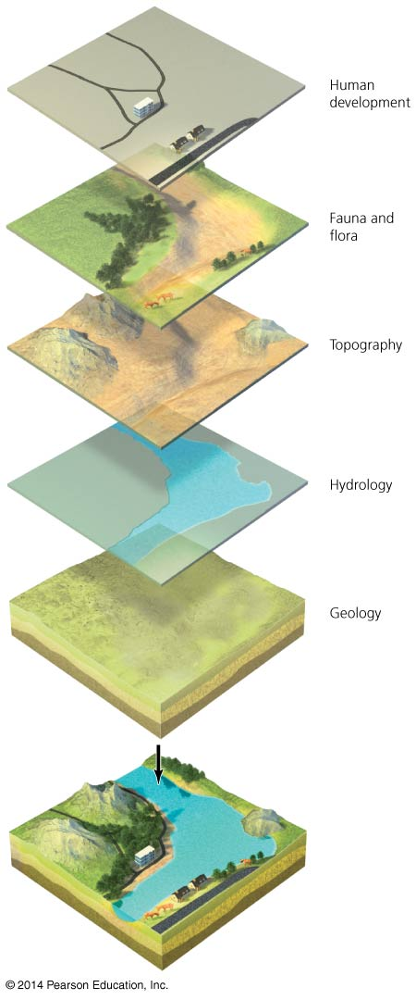 Human
development
Fauna and
flora
Topography
Hydrology
Geology
© 2014 Pearson Education, Inc.